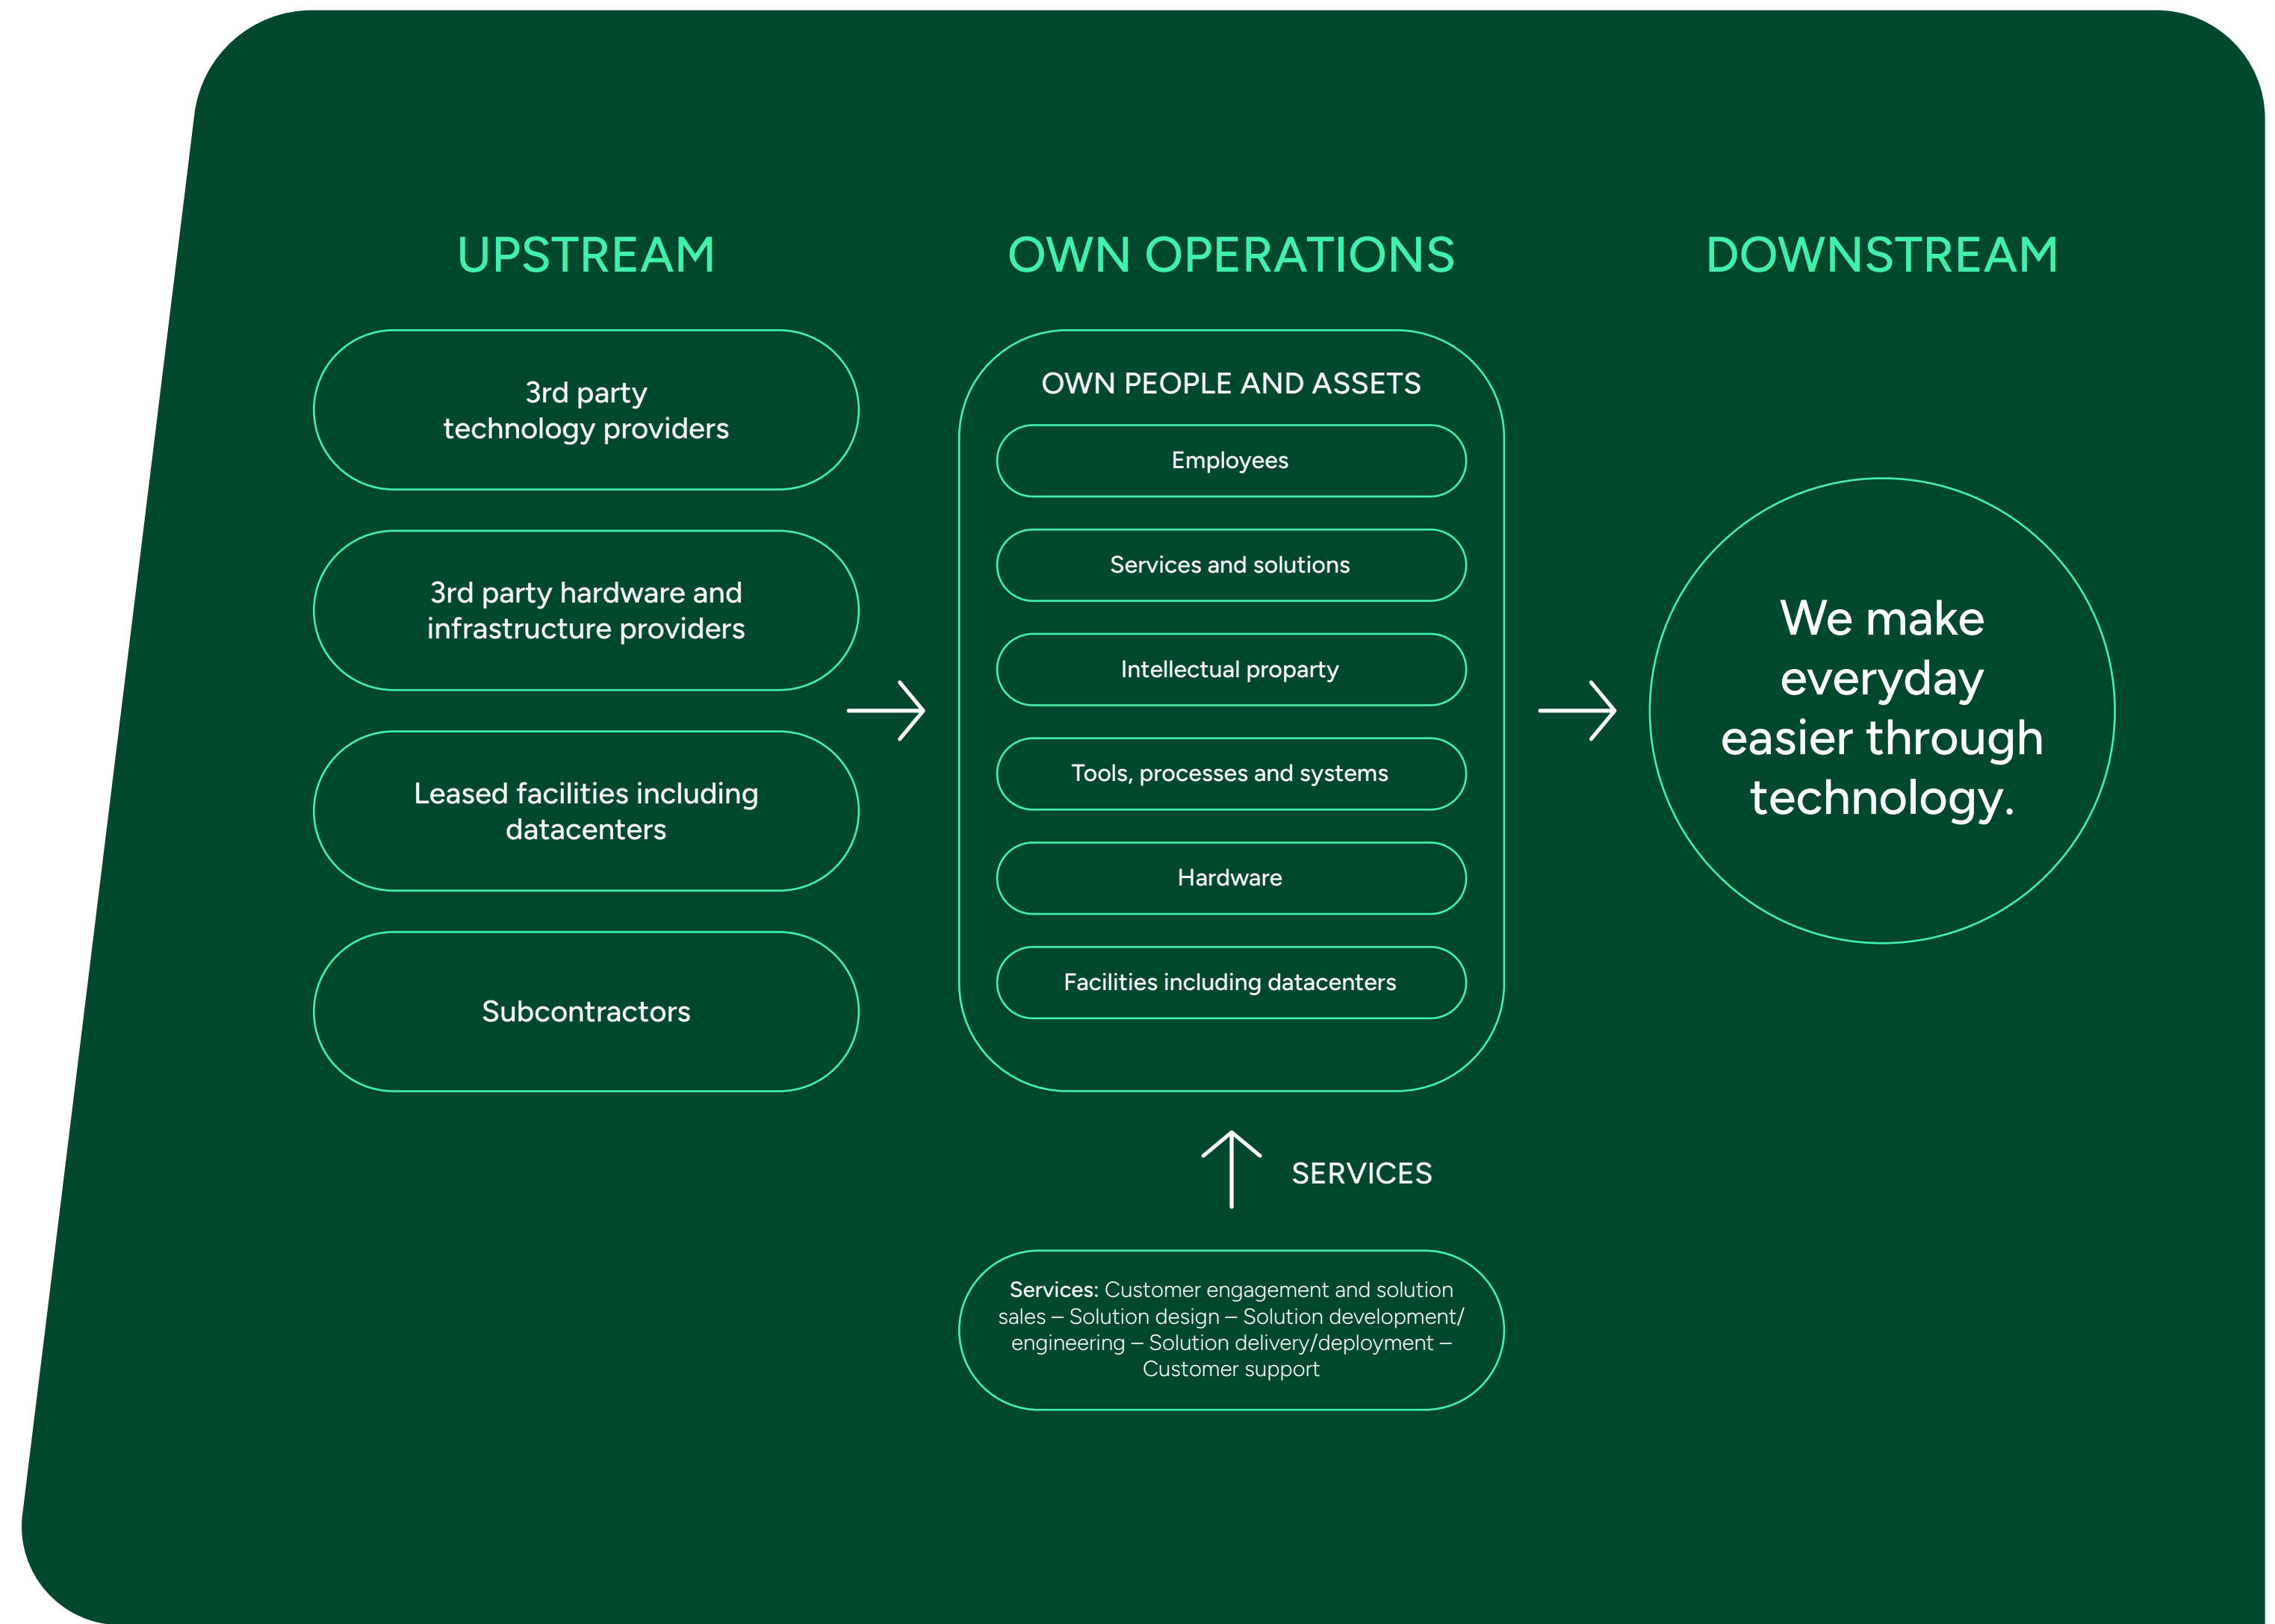 UPSTREAM
3rd party
technology providers
3rd party hardware and
infrastructure providers
Leased facilities including
datacenters
Subcontractors
OWN OPERATIONS
OWN PEOPLE AND ASSETS
Employees
Services and solutions
Intellectual proparty
Tools, processes and systems
Hardware
Facilities including datacenters
SERVICES
Services: Customer engagement and solution
sales – Solution design – Solution development/
engineering – Solution delivery/deployment –
Customer support
DOWNSTREAM
We make
everyday
easier through
technology.